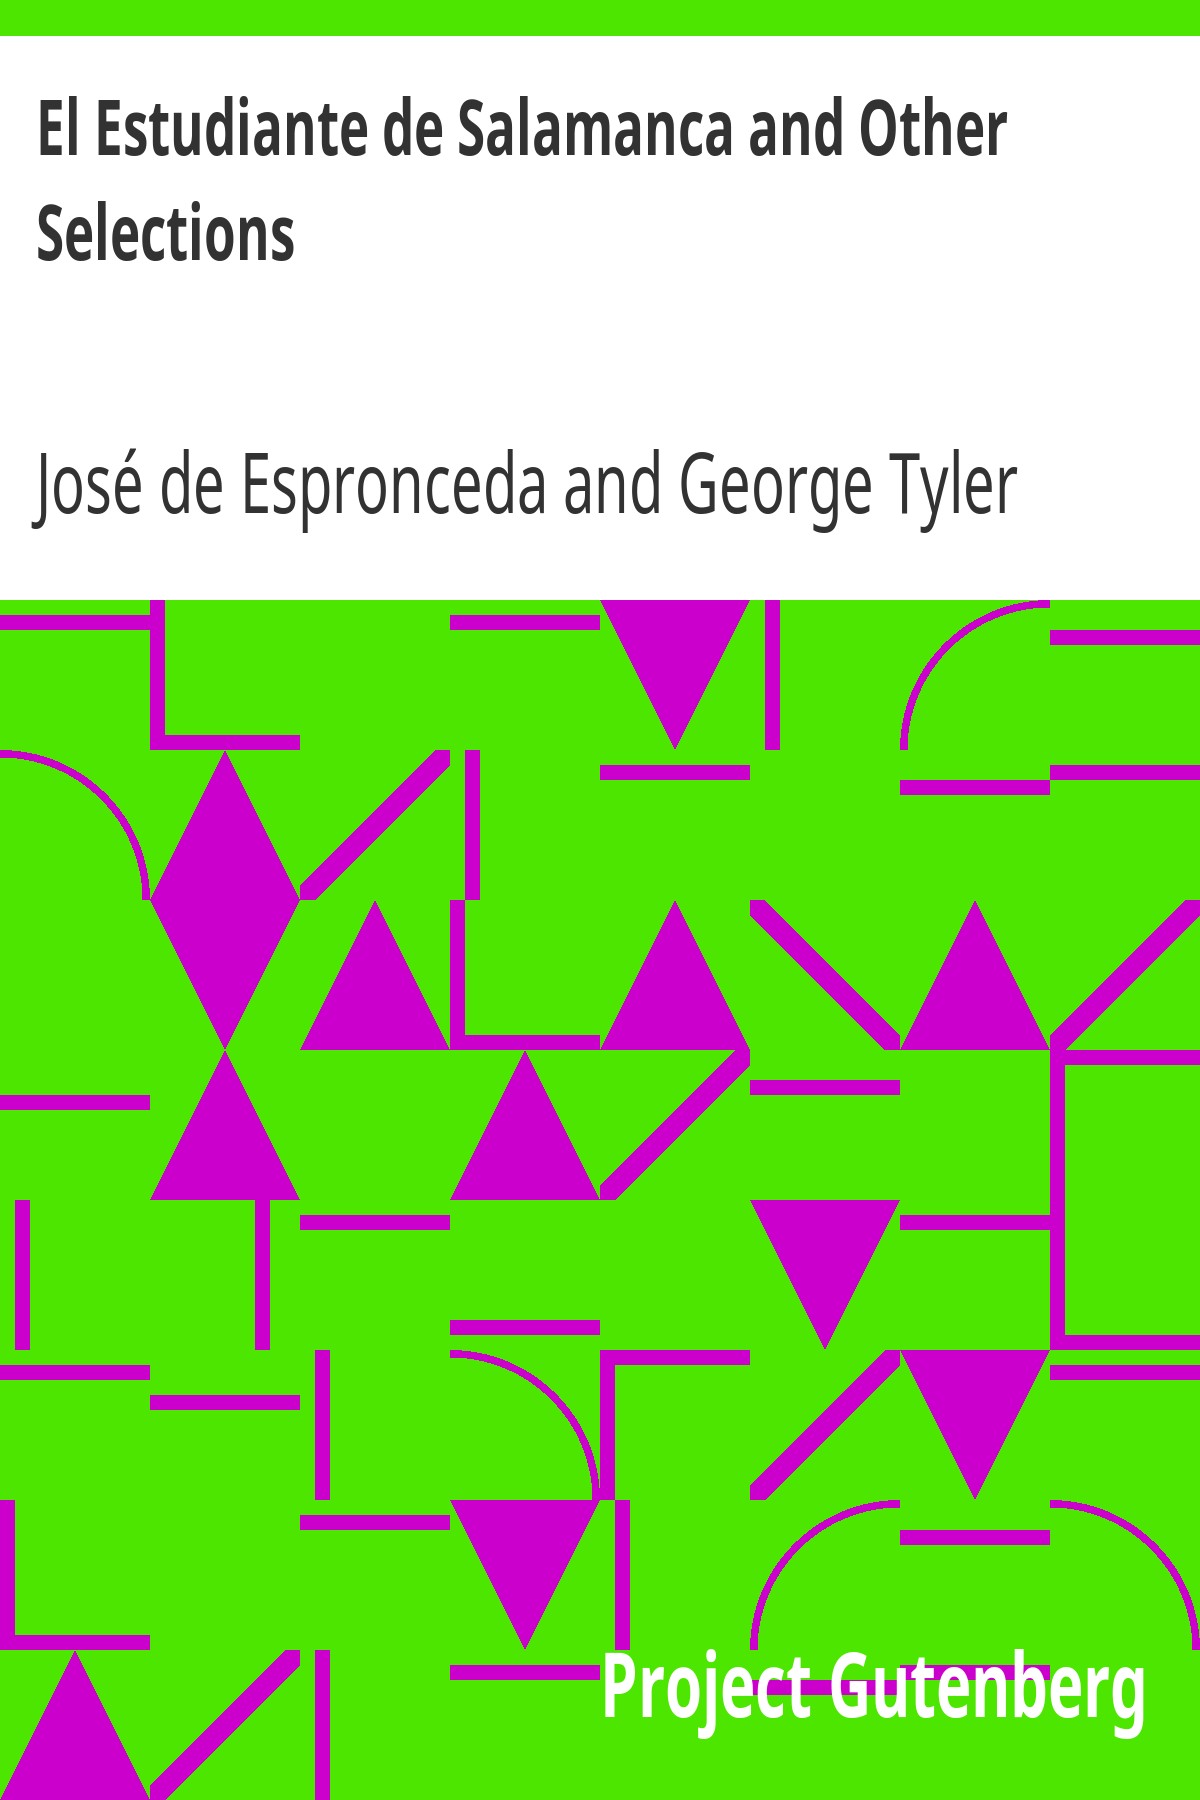 El Estudiante de Salamanca and Other
Selections
José de Espronceda and George Tyler
Project Gutenberg